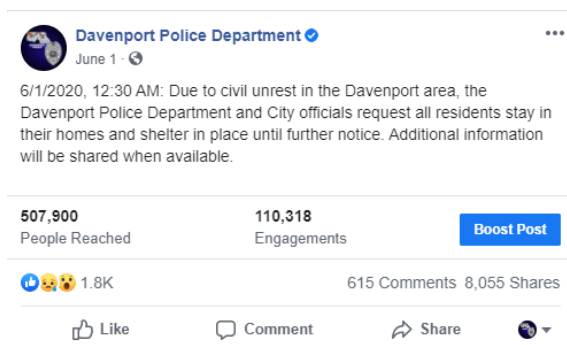 Davenport Police Department
June 1 ·
6/1/2020, 12:30 AM: Due to civil unrest in the Davenport area, the
Davenport Police Department and City officials request all residents stay in
their homes and shelter in place until further notice. Additional information
will be shared when available.
507,900 110,318 Boost Post
People Reached Engagements
1.8K 615 Comments 8,055 Shares
Like Comment Share